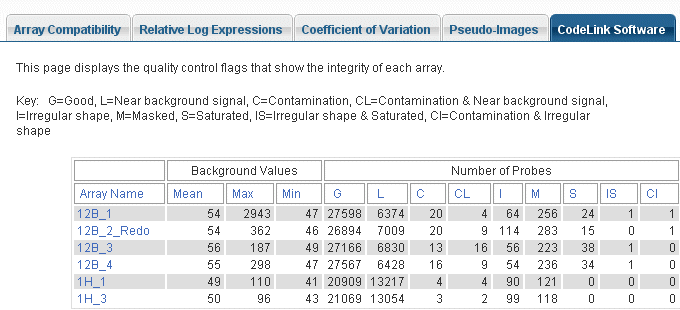 Array Compatibility Relative Log Expressions Coefficient of Variation Pseudo-Images CodeLink Software
This page displays the quality control flags that show the integrity of each array.
Key: G=Good, L=Near background signal, C=Contamination, CL=Contamination & Near background signal,
I=Irregular shape, M=Masked, S=Saturated, IS=Irregular shape & Saturated, CI=Contamination & Irregular
shape
Background Values Number of Probes
Array Name Mean Max Min G L C CL I M S IS CI
12B_1 54 2943 47 27598 6374 20 4 64 256 24 1 1
12B_2_Redo 54 362 46 26894 7009 20 9 114 283 15 0 1
12B_3 56 187 49 27166 6830 13 16 56 223 38 1 0
12B_4 55 298 47 27567 6428 16 9 54 236 34 1 0
1H_1 49 110 41 20909 13217 4 4 90 121 0 0 0
1H_3 50 96 43 21069 13054 3 2 99 118 0 0 0